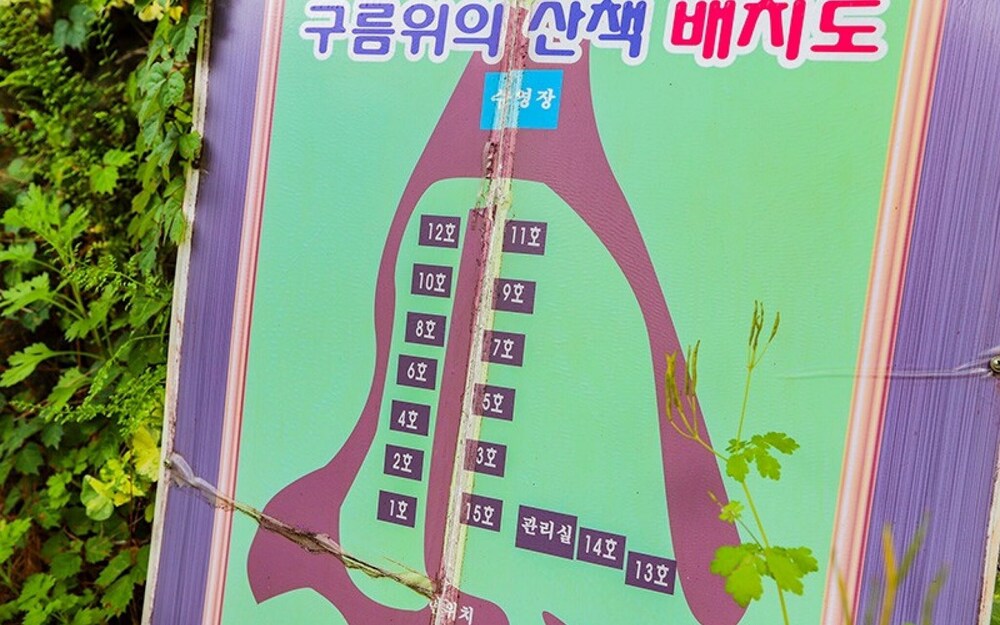 구름위의 산책 배치도
수영장
12호 11호
10호 9호
8호 7호
6호 5호
4호 3호
2호 15호
1호 관리실 14호 13호